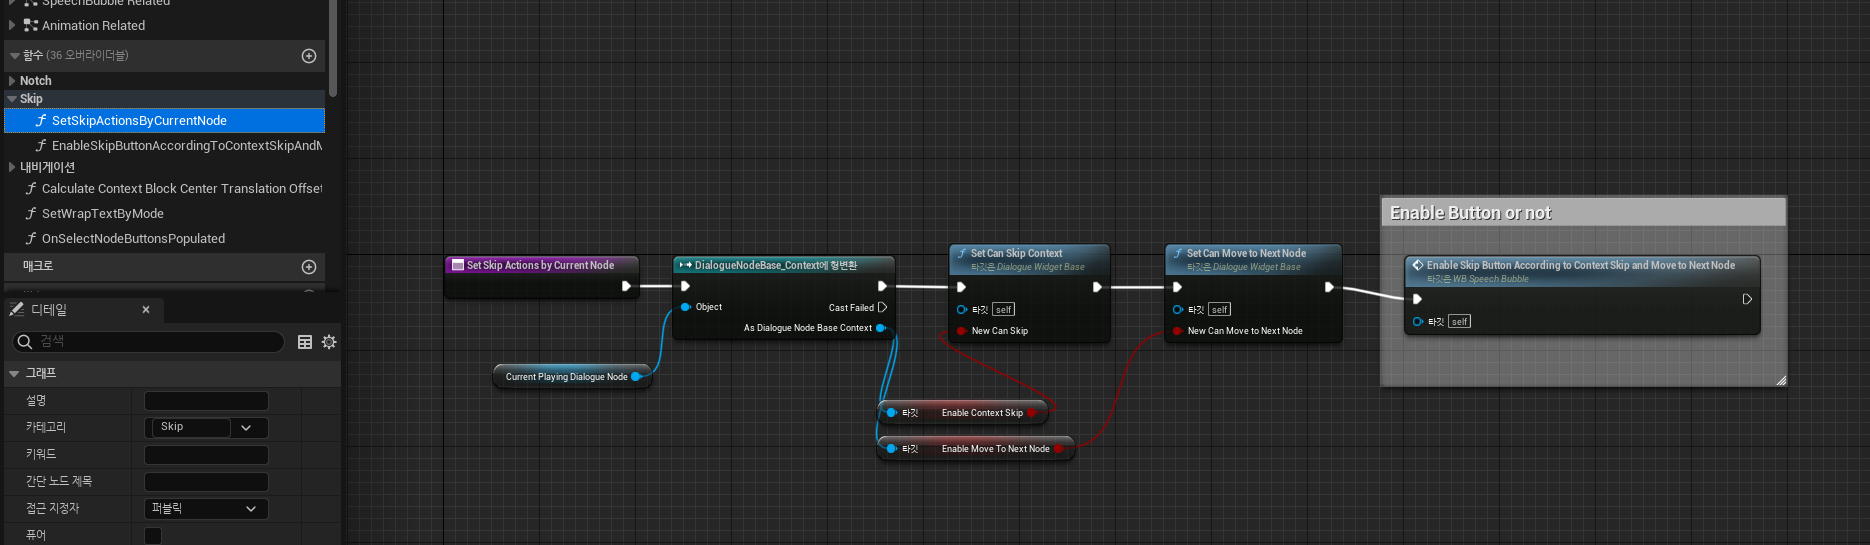 SpeechBubble Related
Animation Related
함수 (36 오버라이더블)
Notch
Skip
SetSkipActionsByCurrentNode
EnableSkipButtonAccordingToContextSkipAndM
내비게이션
Calculate Context Block Center Translation Offset
SetWrapTextByMode
OnSelectNodeButtonsPopulated
매크로
디테일
검색
그래프
설명
카테고리
Skip
키워드
간단 노드 제목
접근 지정자
퍼블릭
퓨어
Set Skip Actions by Current Node
DialogueNodeBase_Context에 형변환
Object
Cast Failed
As Dialogue Node Base Context
Current Playing Dialogue Node
Set Can Skip Context
타깃은 Dialogue Widget Base
타깃 self
New Can Skip
Set Can Move to Next Node
타깃은 Dialogue Widget Base
타깃 self
New Can Move to Next Node
타깃 Enable Context Skip
타깃 Enable Move To Next Node
Enable Button or not
Enable Skip Button According to Context Skip and Move to Next Node
타깃은 WB Speech Bubble
타깃 self